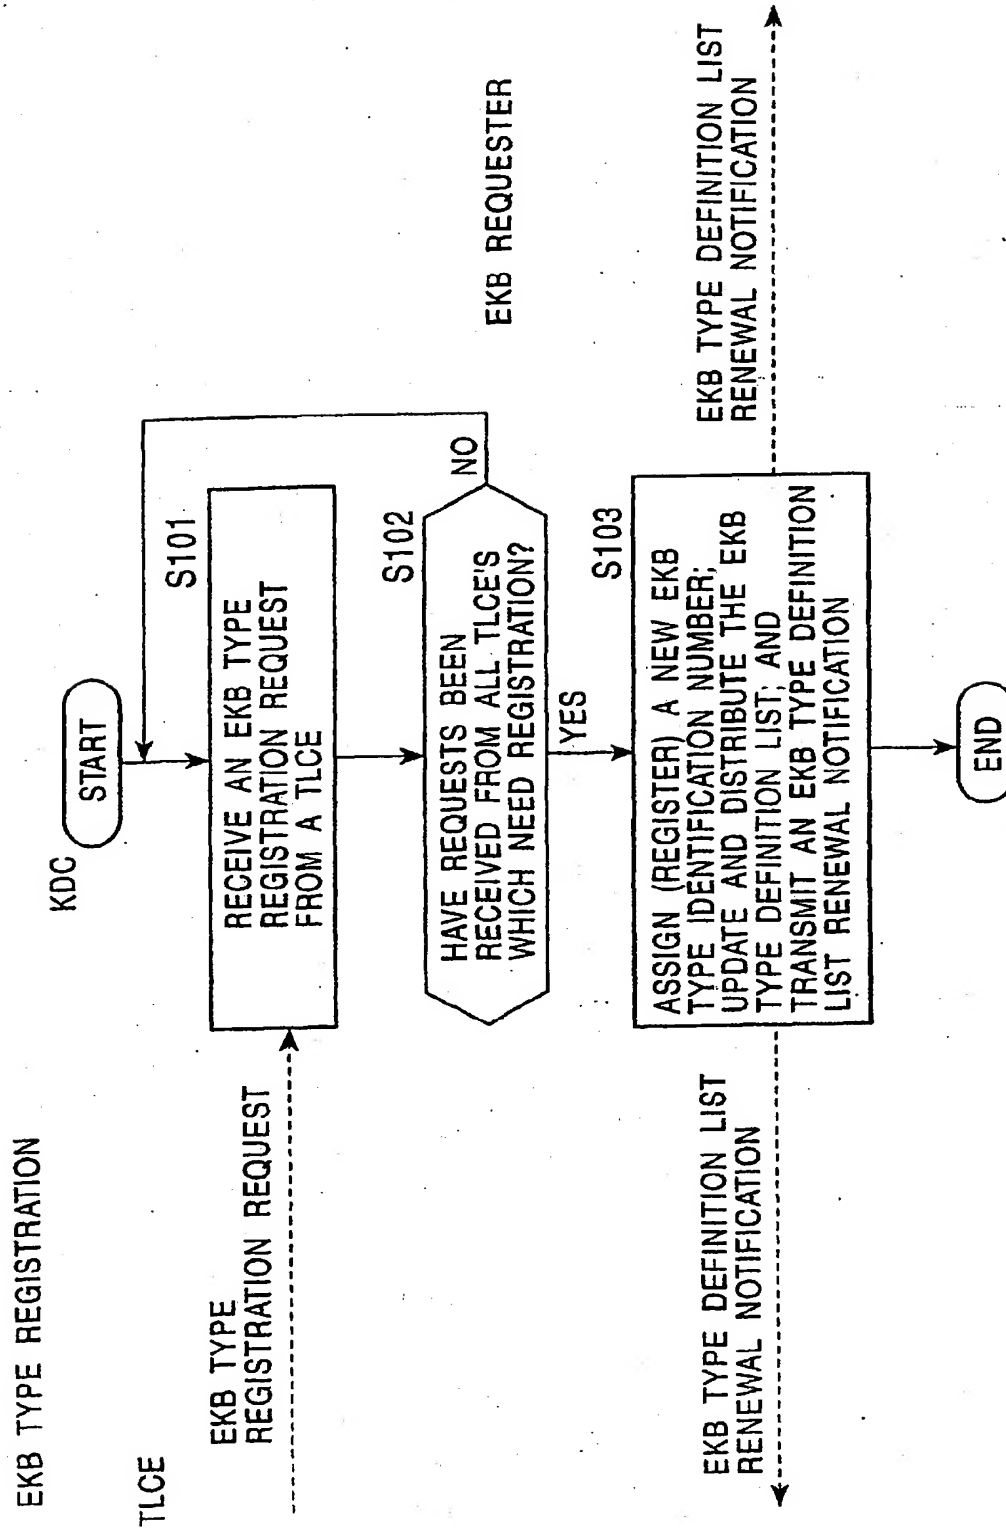 EKB TYPE REGISTRATION
TLCE
KDC
EKB REQUESTER
START
EKB TYPE
REGISTRATION REQUEST
S101
RECEIVE AN EKB TYPE
REGISTRATION REQUEST
FROM A TLCE
S102
HAVE REQUESTS BEEN
RECEIVED FROM ALL TLCE'S
WHICH NEED REGISTRATION?
NO
YES
S103
ASSIGN (REGISTER) A NEW EKB
TYPE IDENTIFICATION NUMBER;
UPDATE AND DISTRIBUTE THE EKB
TYPE DEFINITION LIST; AND
TRANSMIT AN EKB TYPE DEFINITION
LIST RENEWAL NOTIFICATION
EKB TYPE DEFINITION LIST
RENEWAL NOTIFICATION
EKB TYPE DEFINITION LIST
RENEWAL NOTIFICATION
END